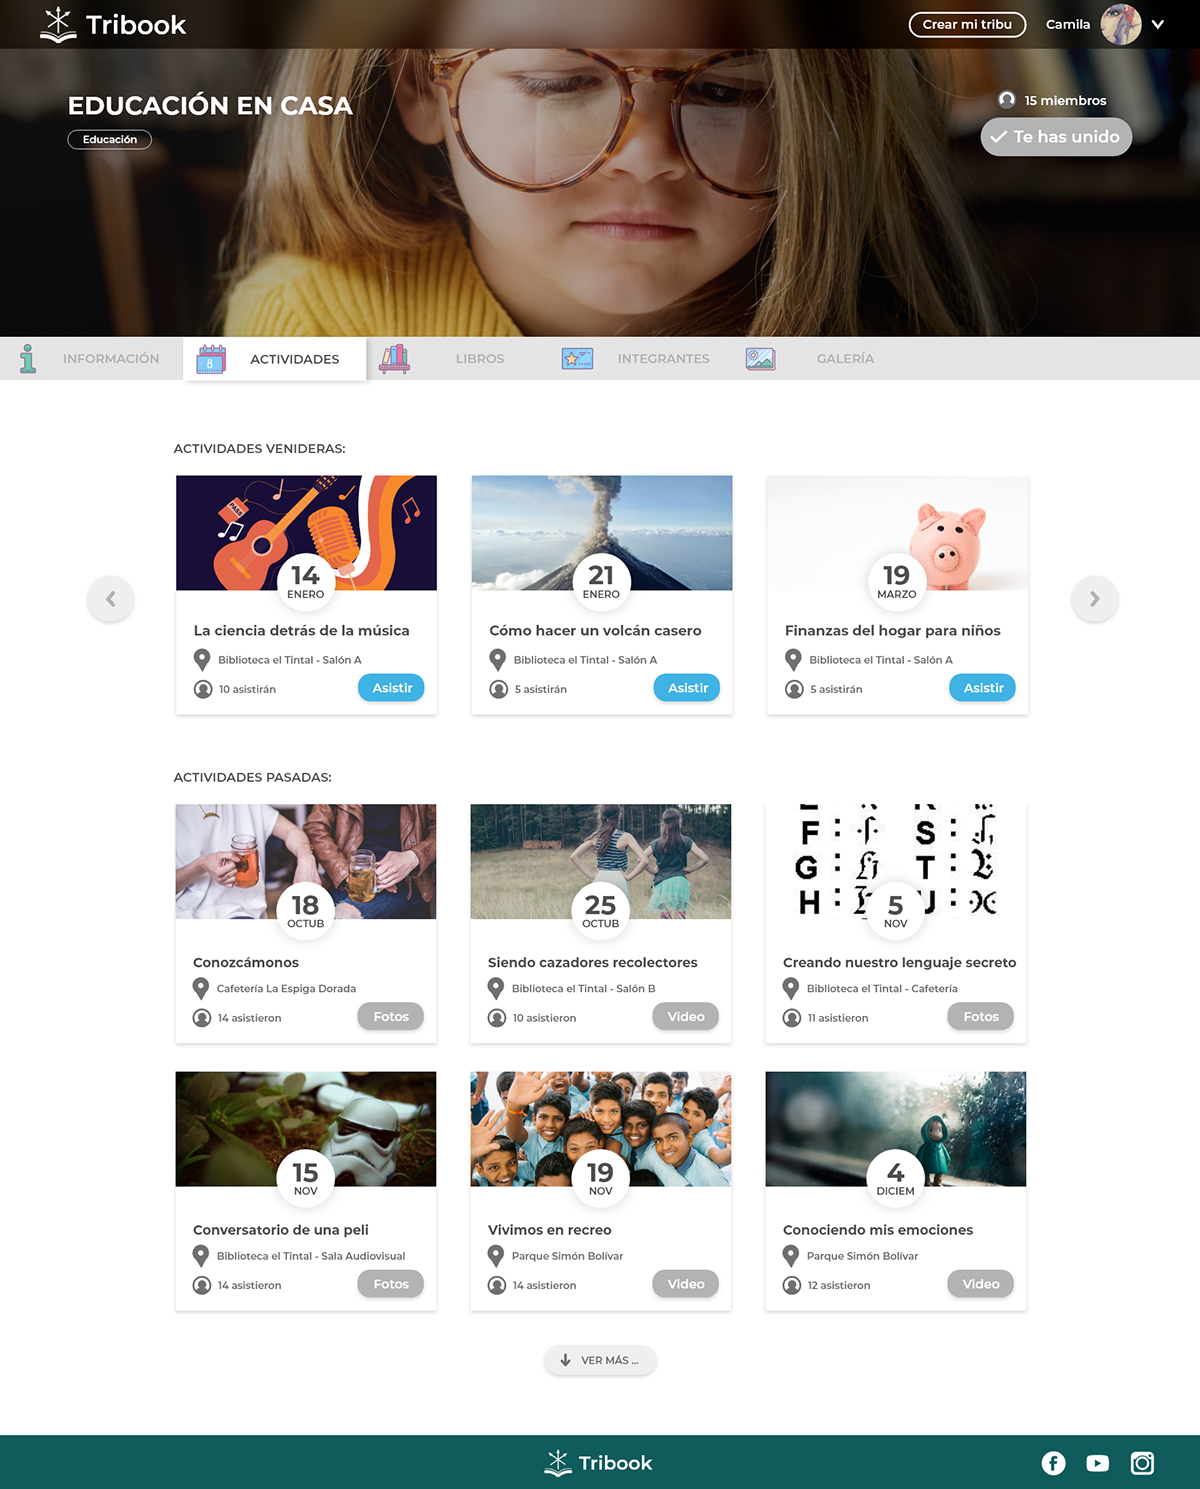 Tribook
Crear mi tribu
Camila
EDUCACIÓN EN CASA
Educación
15 miembros
Te has unido
INFORMACIÓN
8
ACTIVIDADES
LIBROS
INTEGRANTES
GALERÍA
ACTIVIDADES VENIDERAS:
PASS
14
ENERO
La ciencia detrás de la música
Biblioteca el Tintal - Salón A
10 asistirán
Asistir
21
ENERO
Cómo hacer un volcán casero
Biblioteca el Tintal - Salón A
5 asistirán
Asistir
19
MARZO
Finanzas del hogar para niños
Biblioteca el Tintal - Salón A
5 asistirán
Asistir
ACTIVIDADES PASADAS:
18
OCTUB
Conozcámonos
Cafetería La Espiga Dorada
14 asistieron
Fotos
25
OCTUB
Siendo cazadores recolectores
Biblioteca el Tintal - Salón B
10 asistieron
Video
F : S :
G : T :
H : U :
5
NOV
Creando nuestro lenguaje secreto
Biblioteca el Tintal - Cafetería
11 asistieron
Fotos
15
NOV
Conversatorio de una peli
Biblioteca el Tintal - Sala Audiovisual
14 asistieron
Fotos
19
NOV
Vivimos en recreo
Parque Simón Bolívar
14 asistieron
Video
4
DICIEM
Conociendo mis emociones
Parque Simón Bolívar
12 asistieron
Video
VER MÁS ...
Tribook